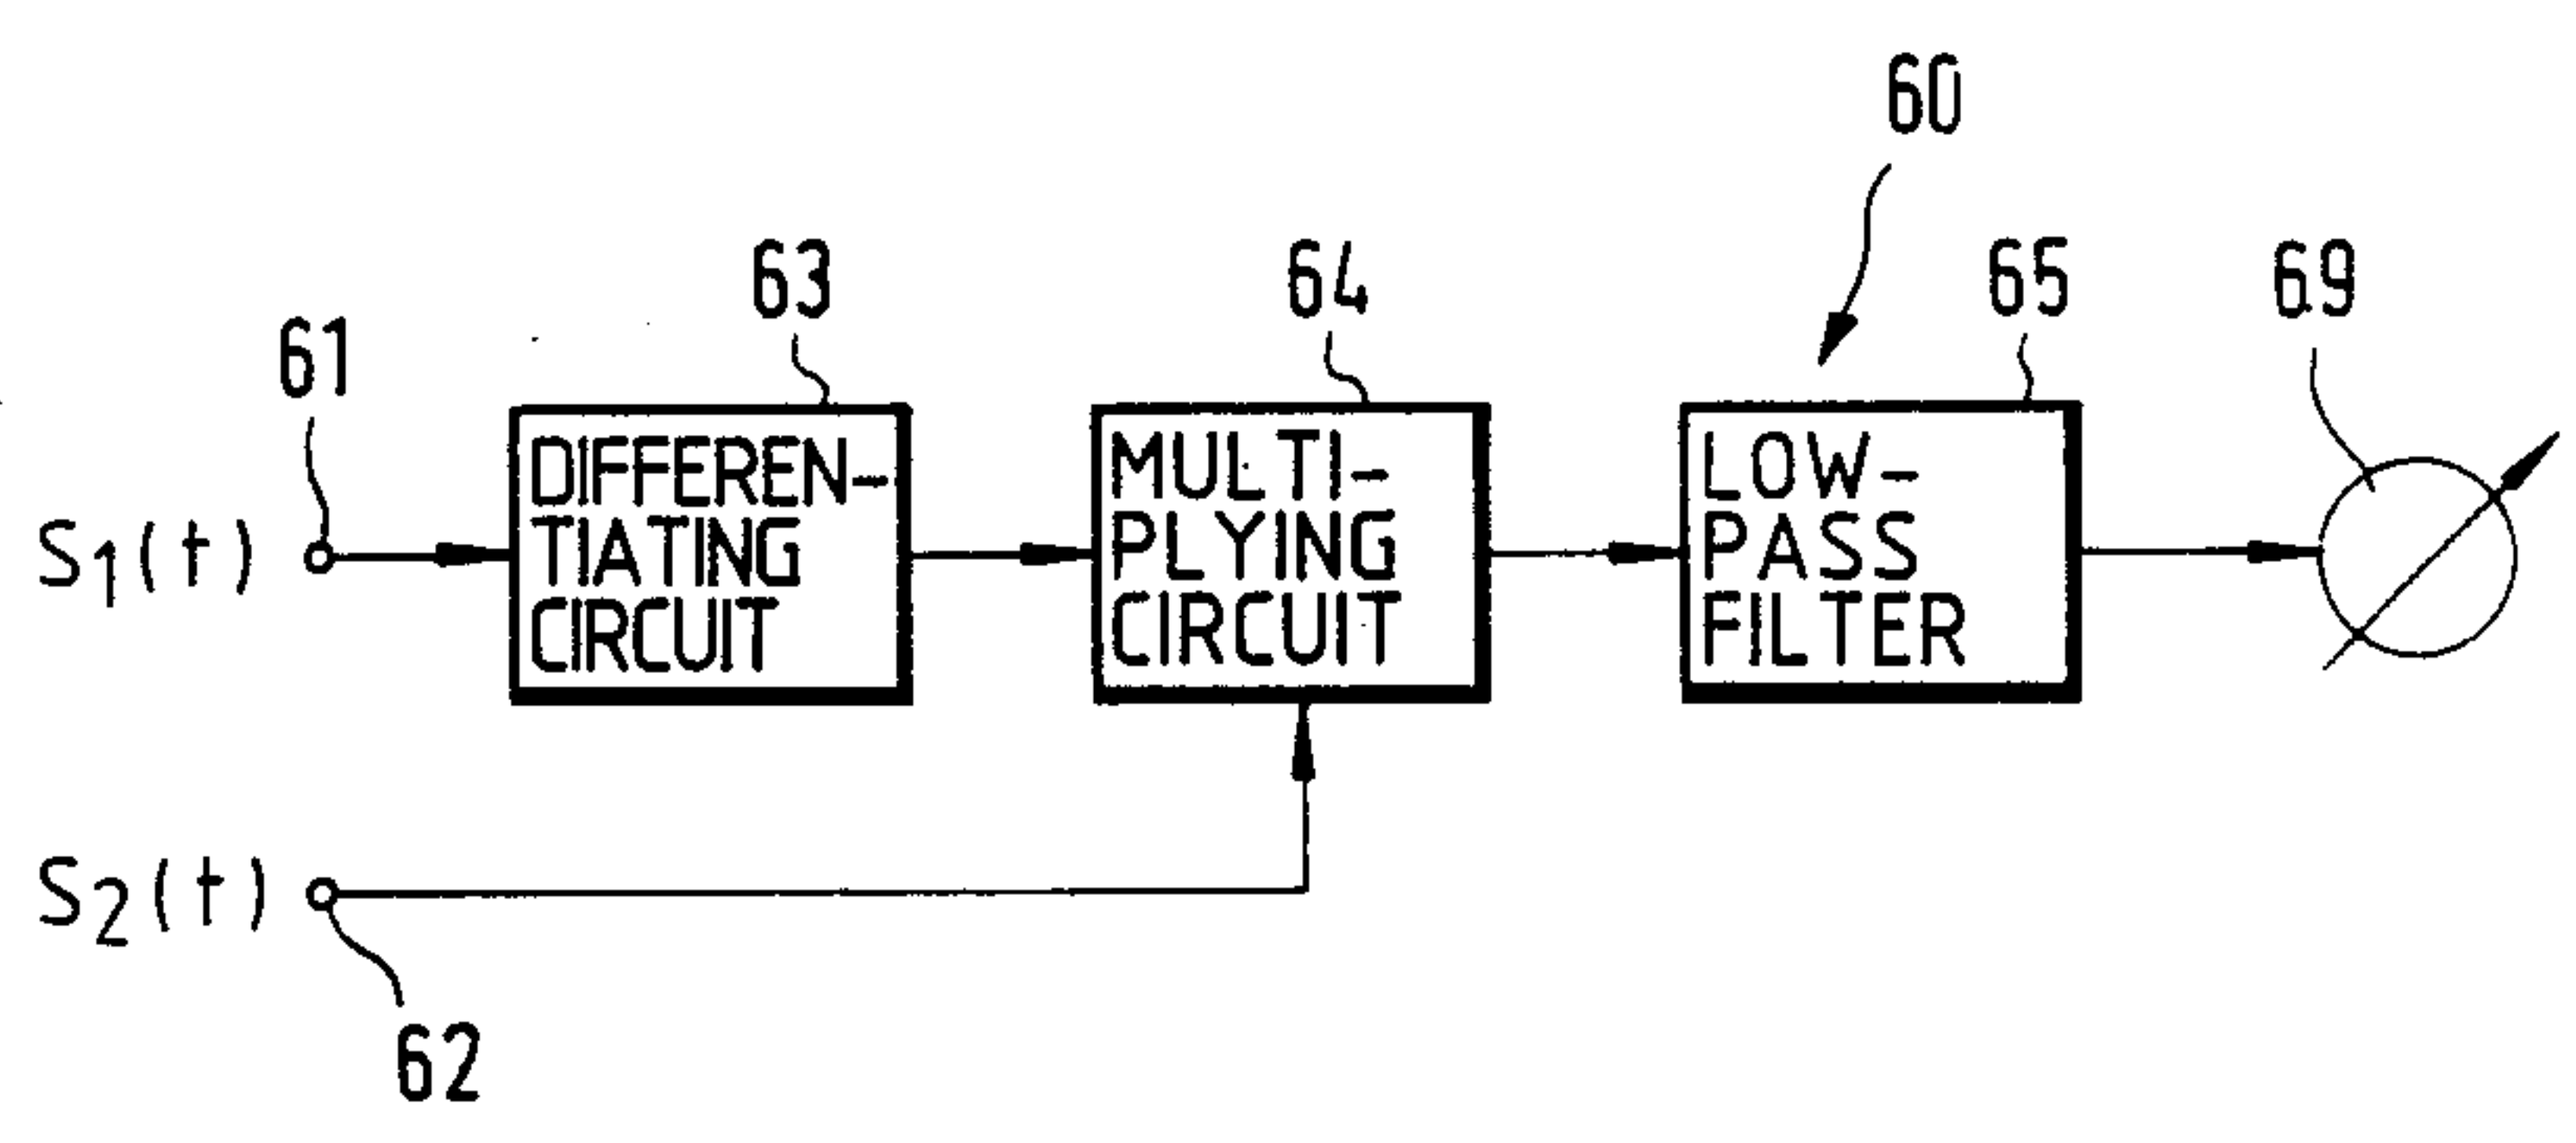 60
63
64
65
69
61
DIFFEREN-
TIATING
CIRCUIT
MULTI-
PLYING
CIRCUIT
LOW-
PASS
FILTER
S1(t)
S2(t)
62